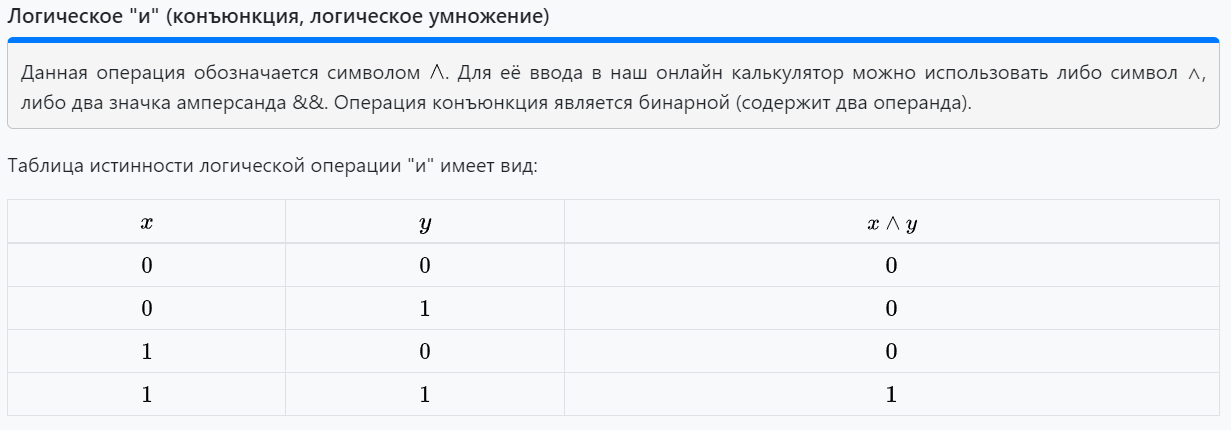 Логическое "и" (конъюнкция, логическое умножение)
Данная операция обозначается символом ∧. Для её ввода в наш онлайн калькулятор можно использовать либо символ ∧,
либо два значка амперсанда &&. Операция конъюнкция является бинарной (содержит два операнда).
Таблица истинности логической операции "и" имеет вид:
x y x ∧ y
0 0 0
0 1 0
1 0 0
1 1 1